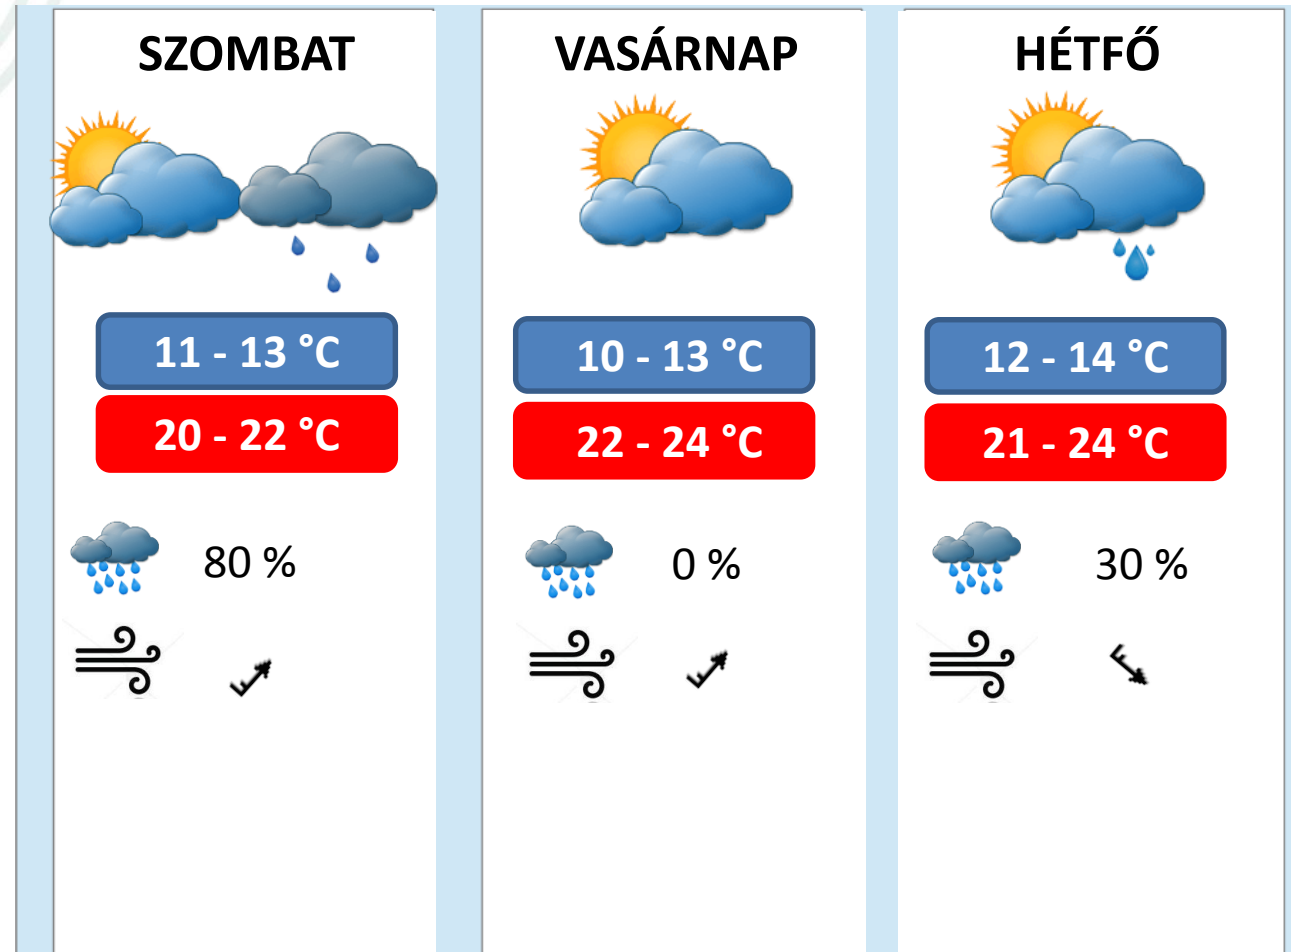 SZOMBAT
11 - 13 °C
20 - 22 °C
80 %
VASÁRNAP
10 - 13 °C
22 - 24 °C
0 %
HÉTFŐ
12 - 14 °C
21 - 24 °C
30 %